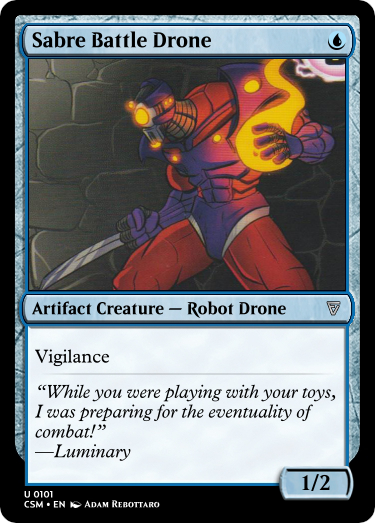 Sabre Battle Drone
Artifact Creature — Robot Drone
Vigilance
“While you were playing with your toys,
I was preparing for the eventuality of
combat!”
—Luminary
1/2
U 0101
CSM • EN Adam Rebottaro